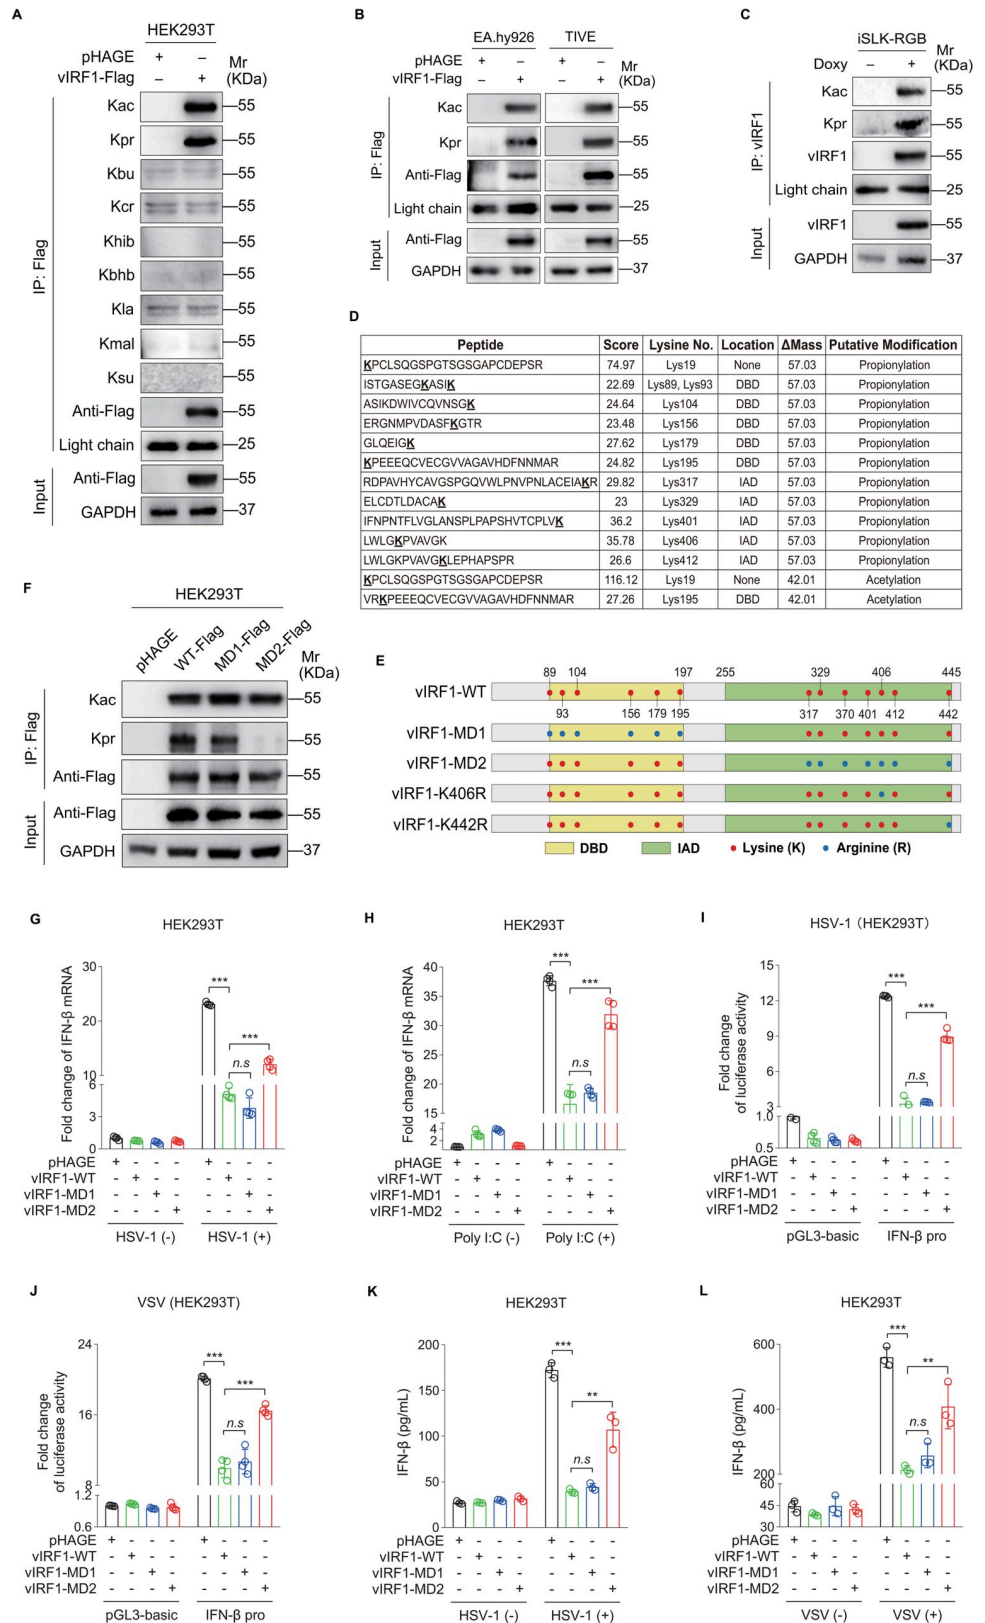 A
HEK293T
pHAGE + –
vIRF1-Flag – +
Mr
(KDa)
IP: Flag
Kac 55
Kpr 55
Kbu 55
Kcr 55
Khib 55
Kbhb 55
Kla 55
Kmal 55
Ksu 55
Anti-Flag 55
Light chain 25
Input
Anti-Flag 55
GAPDH 37
B
EA.hy926 TIVE
pHAGE + – + –
vIRF1-Flag – + – +
Mr
(KDa)
IP: Flag
Kac 55
Kpr 55
Anti-Flag 55
Light chain 25
Input
Anti-Flag 55
GAPDH 37
C
iSLK-RGB
Doxy – +
Mr
(KDa)
IP: vIRF1
Kac 55
Kpr 55
vIRF1 55
Light chain 25
Input
vIRF1 55
GAPDH 37
D
Peptide Score Lysine No. Location ΔMass Putative Modification
KPCLSQGSPGTSGSGAPCDEPSR 74.97 Lys19 None 57.03 Propionylation
ISTGASEGKASIK 22.69 Lys89, Lys93 DBD 57.03 Propionylation
ASIKDWIVCQVNSGK 24.64 Lys104 DBD 57.03 Propionylation
ERGNMPVDASFKGTR 23.48 Lys156 DBD 57.03 Propionylation
GLQEIGK 27.62 Lys179 DBD 57.03 Propionylation
KPEEEQCVECGVVAGAVHDFNNMAR 24.82 Lys195 DBD 57.03 Propionylation
RDPAVHYCAVGSPGQVWLPNVPNLACEIAKR 29.82 Lys317 IAD 57.03 Propionylation
ELCDTLDACAK 23 Lys329 IAD 57.03 Propionylation
IFNPNTFLVGLANSPLPAPSHVTCPLVK 36.2 Lys401 IAD 57.03 Propionylation
LWLGKPVAVGK 35.78 Lys406 IAD 57.03 Propionylation
LWLGKPVAVGKLEPHAPSPR 26.6 Lys412 IAD 57.03 Propionylation
KPCLSQGSPGTSGSGAPCDEPSR 116.12 Lys19 None 42.01 Acetylation
VRKPEEEQCVECGVVAGAVHDFNNMAR 27.26 Lys195 DBD 42.01 Acetylation
E
89 104 197 255 329 406 445
vIRF1-WT
93 156 179 195 317 370 401 412 442
vIRF1-MD1
vIRF1-MD2
vIRF1-K406R
vIRF1-K442R
DBD IAD Lysine (K) Arginine (R)
F
HEK293T
pHAGE WT-Flag MD1-Flag MD2-Flag
Mr
(KDa)
IP: Flag
Kac 55
Kpr 55
Anti-Flag 55
Input
Anti-Flag 55
GAPDH 37
G
HEK293T
Fold change of IFN-β mRNA
30
20
10
6
3
0
*** *** n.s
pHAGE + - - - + - - -
vIRF1-WT - + - - - + - -
vIRF1-MD1 - - + - - - + -
vIRF1-MD2 - - - + - - - +
HSV-1 (-) HSV-1 (+)
H
HEK293T
Fold change of IFN-β mRNA
40
35
30
25
20
15
4
2
0
*** *** n.s
pHAGE + - - - + - - -
vIRF1-WT - + - - - + - -
vIRF1-MD1 - - + - - - + -
vIRF1-MD2 - - - + - - - +
Poly I:C (-) Poly I:C (+)
I
HSV-1 (HEK293T)
Fold change
of luciferase activity
15
12
9
6
3
1.0
0.5
*** *** n.s
pHAGE + - - - + - - -
vIRF1-WT - + - - - + - -
vIRF1-MD1 - - + - - - + -
vIRF1-MD2 - - - + - - - +
pGL3-basic IFN-β pro
J
VSV (HEK293T)
Fold change
of luciferase activity
24
16
8
1.2
0.6
*** *** n.s
pHAGE + - - - + - - -
vIRF1-WT - + - - - + - -
vIRF1-MD1 - - + - - - + -
vIRF1-MD2 - - - + - - - +
pGL3-basic IFN-β pro
K
HEK293T
IFN-β (pg/mL)
200
150
100
50
0
*** ** n.s
pHAGE + - - - + - - -
vIRF1-WT - + - - - + - -
vIRF1-MD1 - - + - - - + -
vIRF1-MD2 - - - + - - - +
HSV-1 (-) HSV-1 (+)
L
HEK293T
IFN-β (pg/mL)
600
400
200
60
45
30
*** ** n.s
pHAGE + - - - + - - -
vIRF1-WT - + - - - + - -
vIRF1-MD1 - - + - - - + -
vIRF1-MD2 - - - + - - - +
VSV (-) VSV (+)